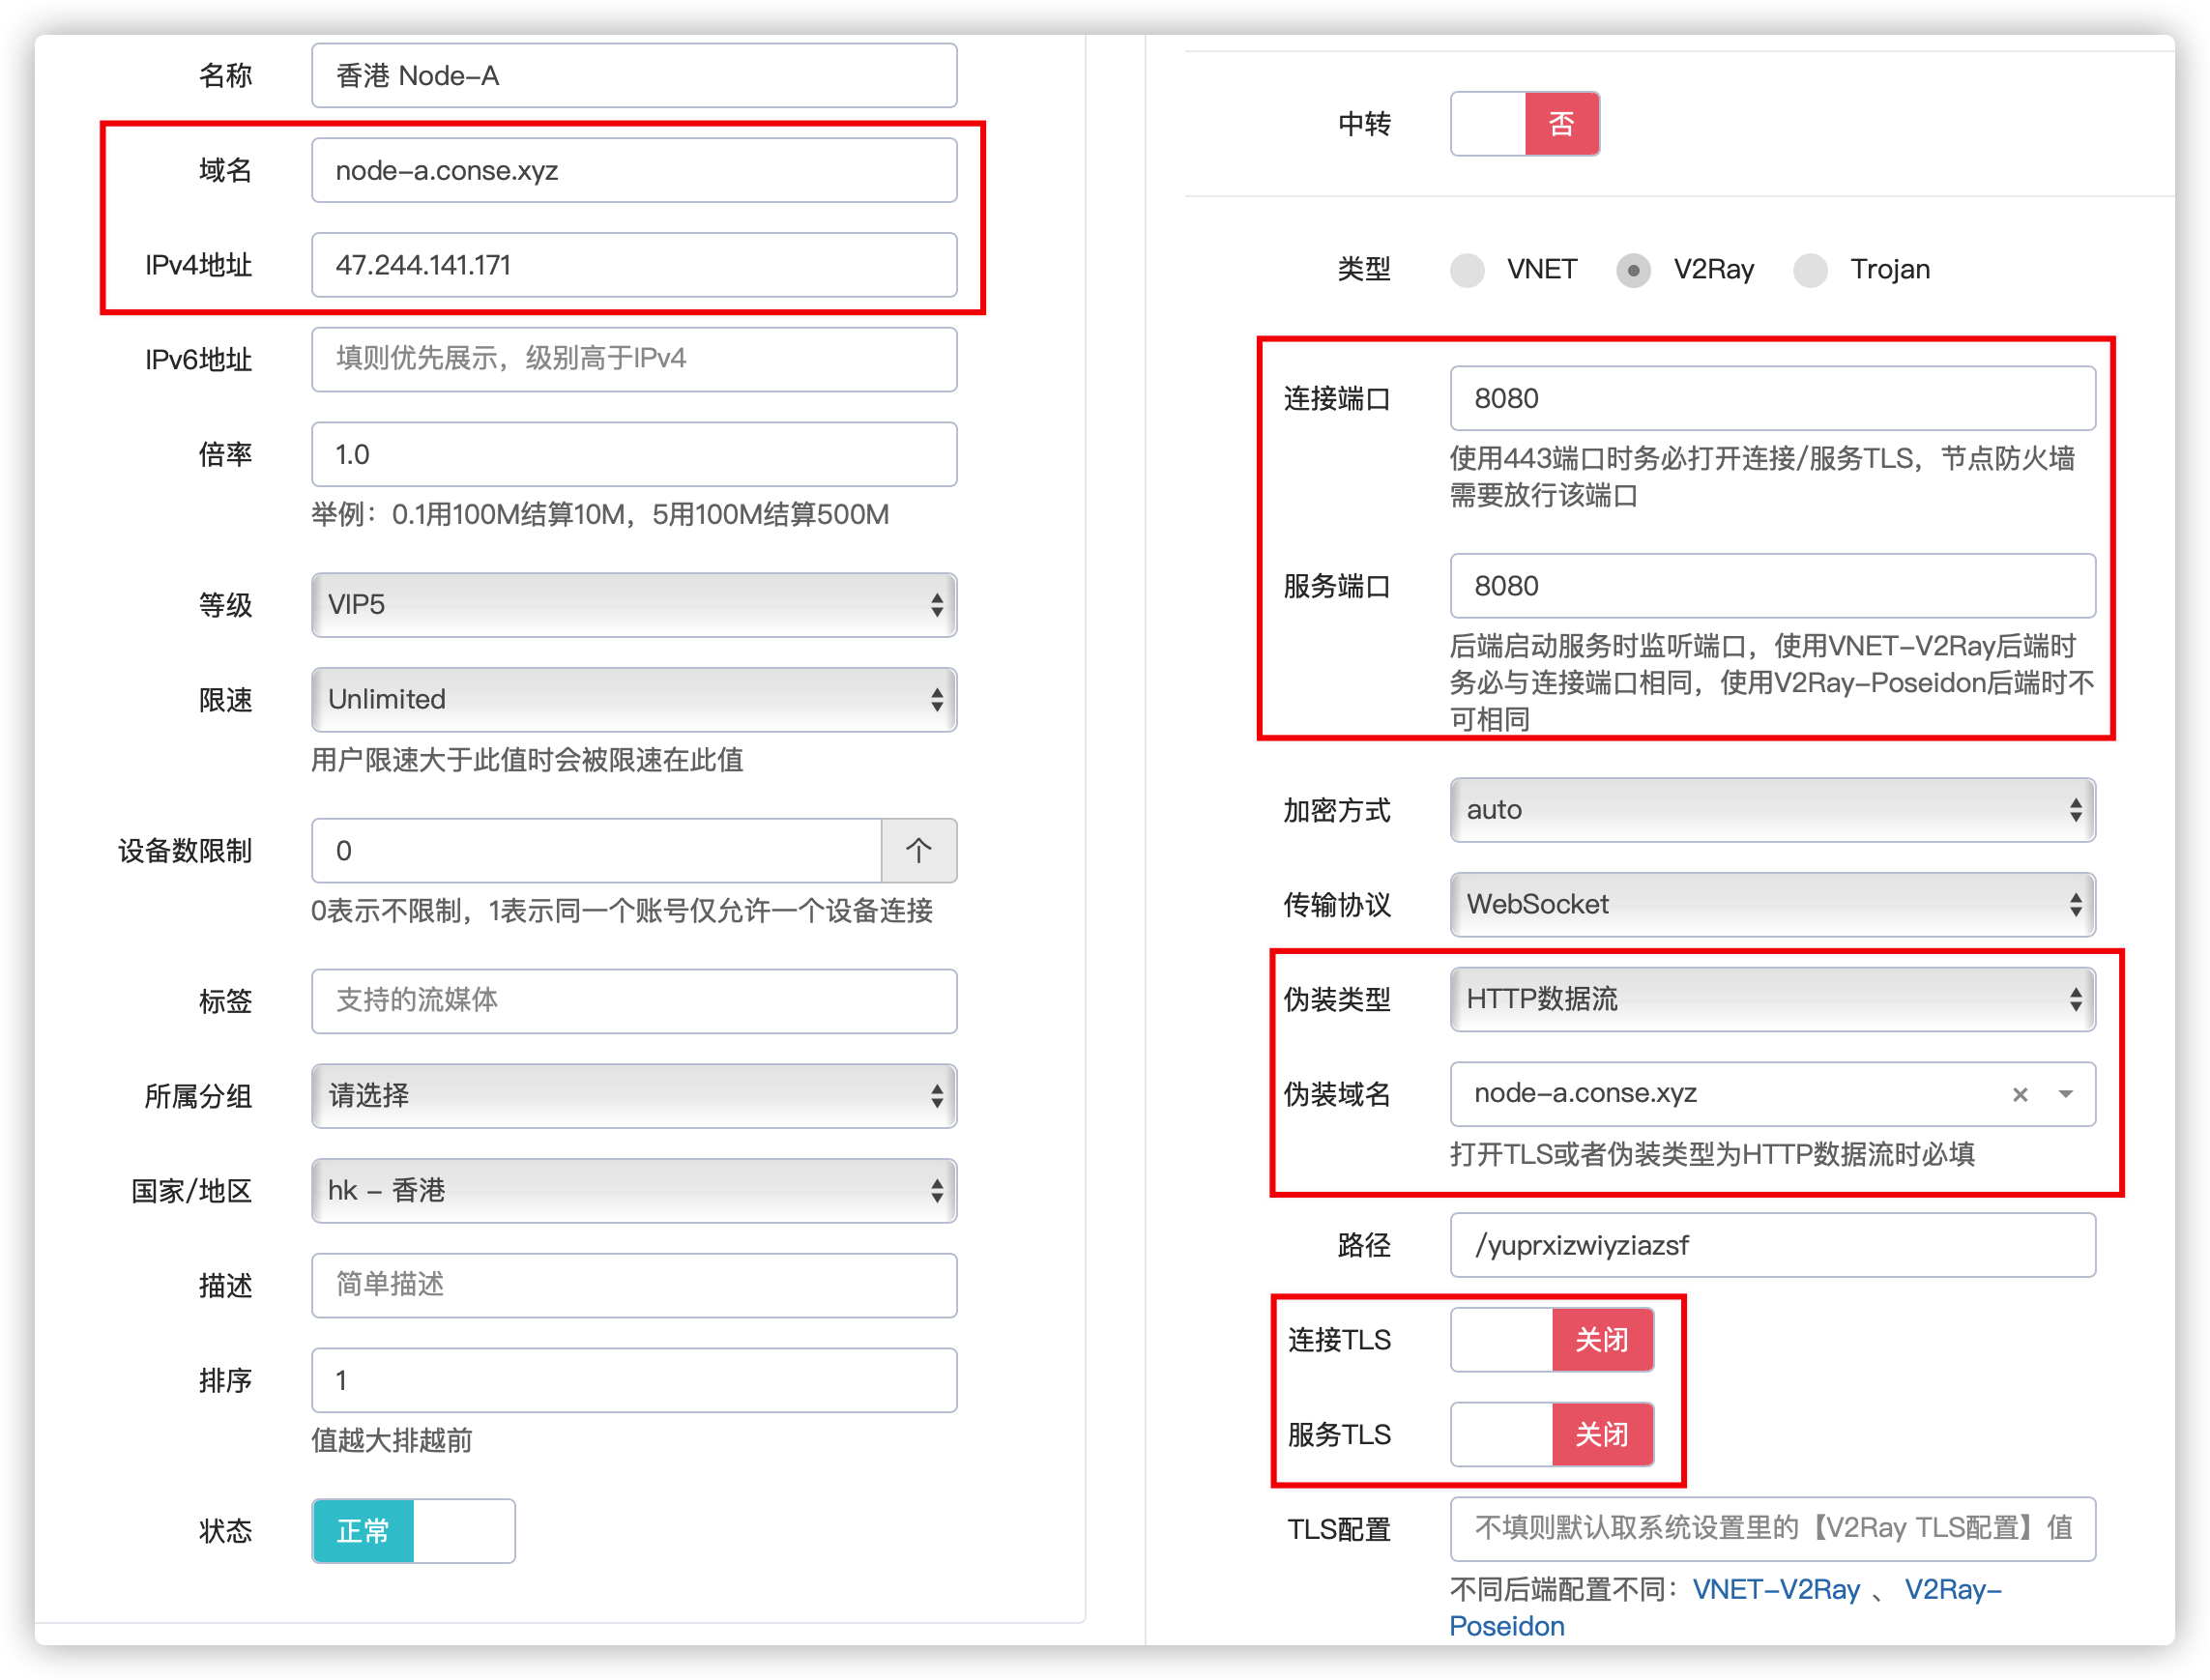 名称
香港 Node-A
域名
node-a.conse.xyz
IPv4地址
47.244.141.171
IPv6地址
填则优先展示，级别高于IPv4
倍率
1.0
举例：0.1用100M结算10M，5用100M结算500M
等级
VIP5
限速
Unlimited
用户限速大于此值时会被限速在此值
设备数限制
0
个
0表示不限制，1表示同一个账号仅允许一个设备连接
标签
支持的流媒体
所属分组
请选择
国家/地区
hk - 香港
描述
简单描述
排序
1
值越大排越前
状态
正常
中转
否
类型
VNET
V2Ray
Trojan
连接端口
8080
使用443端口时务必打开连接/服务TLS，节点防火墙
需要放行该端口
服务端口
8080
后端启动服务时监听端口，使用VNET-V2Ray后端时
务必与连接端口相同，使用V2Ray-Poseidon后端时不
可相同
加密方式
auto
传输协议
WebSocket
伪装类型
HTTP数据流
伪装域名
node-a.conse.xyz
× 
打开TLS或者伪装类型为HTTP数据流时必填
路径
/yuprxizwiyziazsf
连接TLS
关闭
服务TLS
关闭
TLS配置
不填则默认取系统设置里的【V2Ray TLS配置】值
不同后端配置不同：VNET-V2Ray 、 V2Ray-
Poseidon